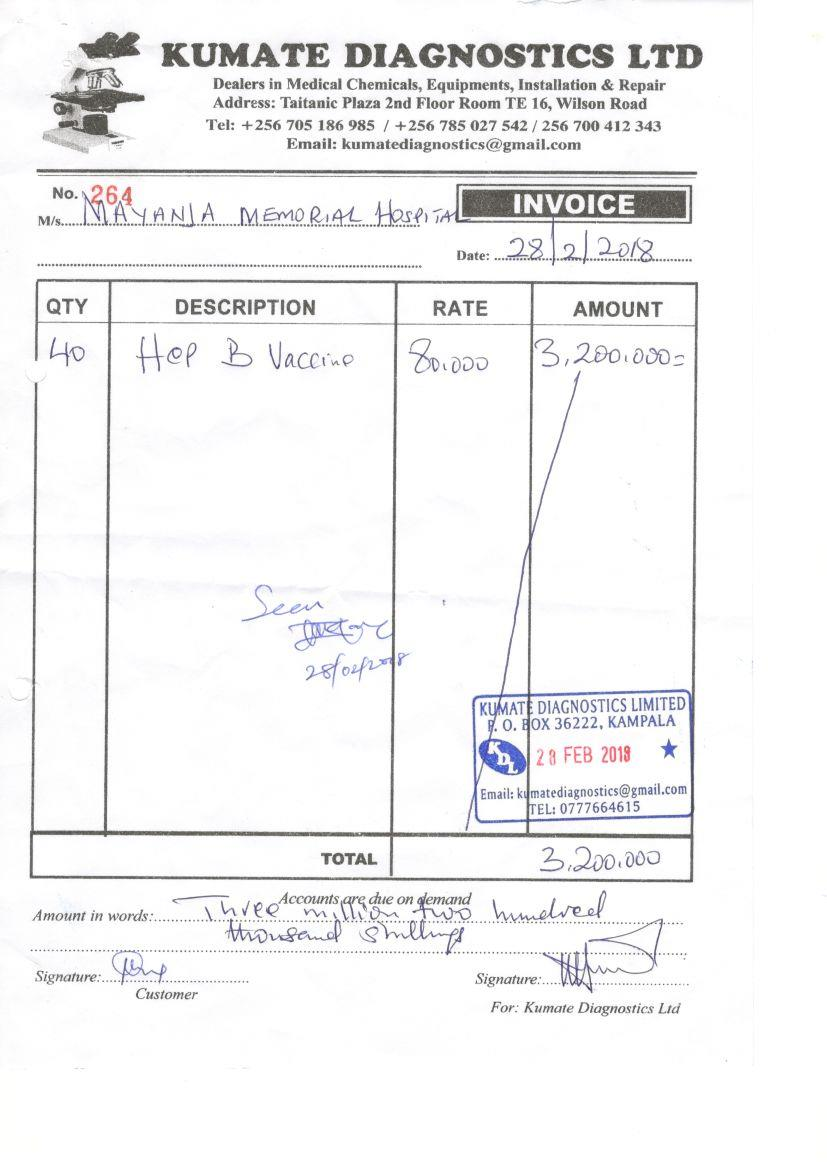 KUMATE DIAGNOSTICS LTD
Dealers in Medical Chemicals, Equipments, Installation & Repair
Address: Taitanic Plaza 2nd Floor Room TE 16, Wilson Road
Tel: +256 705 186 985 / +256 785 027 542 / 256 700 412 343
Email: kumatediagnostics@gmail.com
No. 264
M/s. MAYANJA MEMORIAL HOSPITAL
INVOICE
Date: 28/2/2018
QTY DESCRIPTION RATE AMOUNT
40 Hep B Vaccine 80,000 3,200,000=
Seen
28/02/2018
KUMATE DIAGNOSTICS LIMITED
P. O. BOX 36222, KAMPALA
KDL
28 FEB 2018
Email: kumatediagnostics@gmail.com
TEL: 0777664615
TOTAL 3,200,000
Accounts are due on demand
Amount in words: Three million two hundred
thousand shillings
Signature:
Customer
Signature:
For: Kumate Diagnostics Ltd